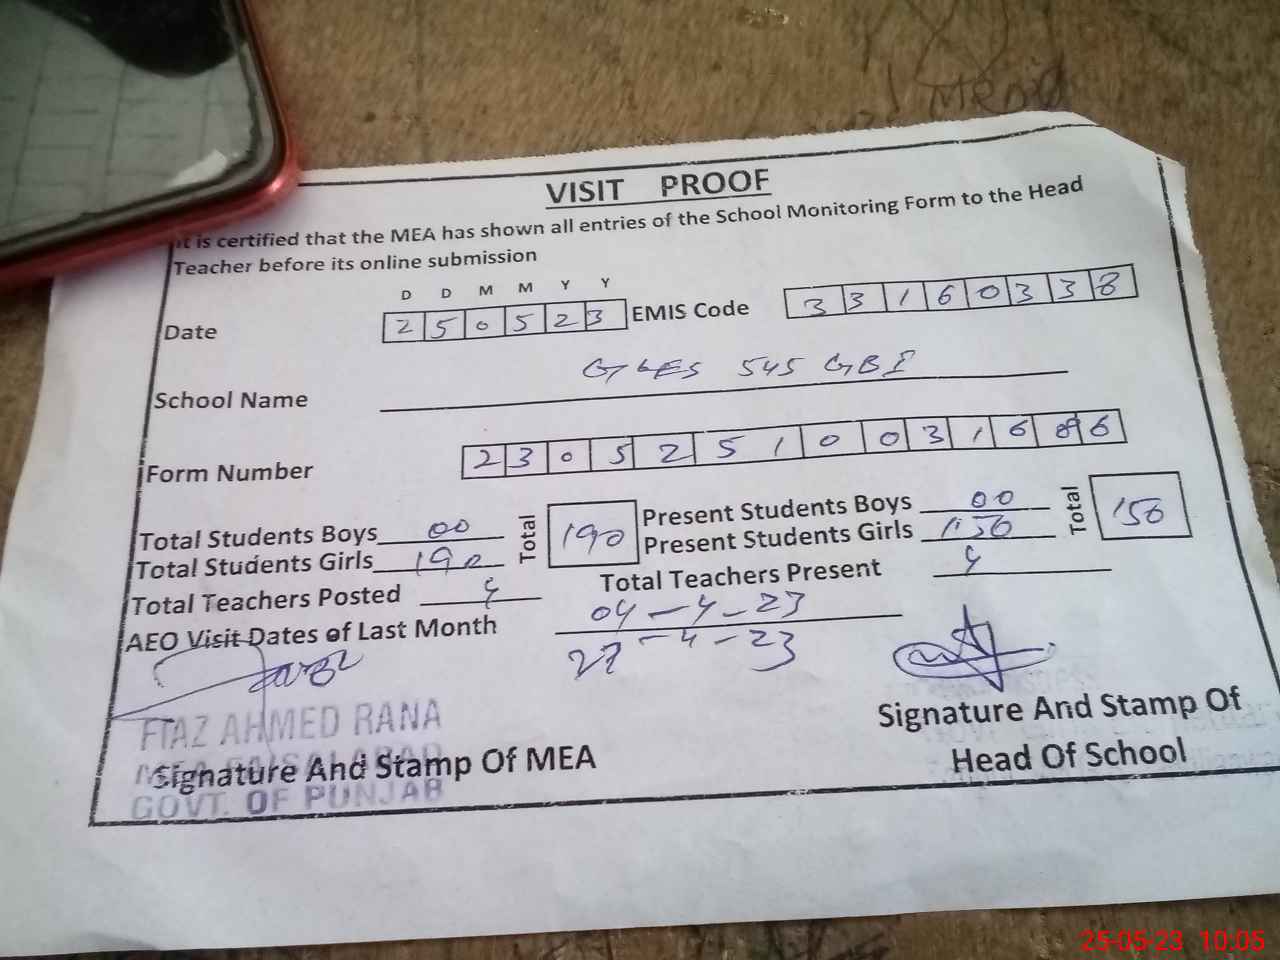 VISIT PROOF
It is certified that the MEA has shown all entries of the School Monitoring Form to the Head
Teacher before its online submission
D D M M Y Y
Date 2 5 0 5 2 3 EMIS Code 3 3 1 6 0 3 3 8
School Name 545 GB I
Form Number 2 3 0 5 2 5 1 0 0 3 1 6 8 6
Total Students Boys 00 Total 190 Present Students Boys 00 Total 150
Total Students Girls 190 Present Students Girls 150
Total Teachers Posted 4 Total Teachers Present 4
AEO Visit Dates of Last Month 04-4-23
27-4-23
FIAZ AHMED RANA
MEA FAISALABAD
GOVT. OF PUNJAB
Signature And Stamp Of MEA
Signature And Stamp Of
Head Of School
25-05-23 10:05